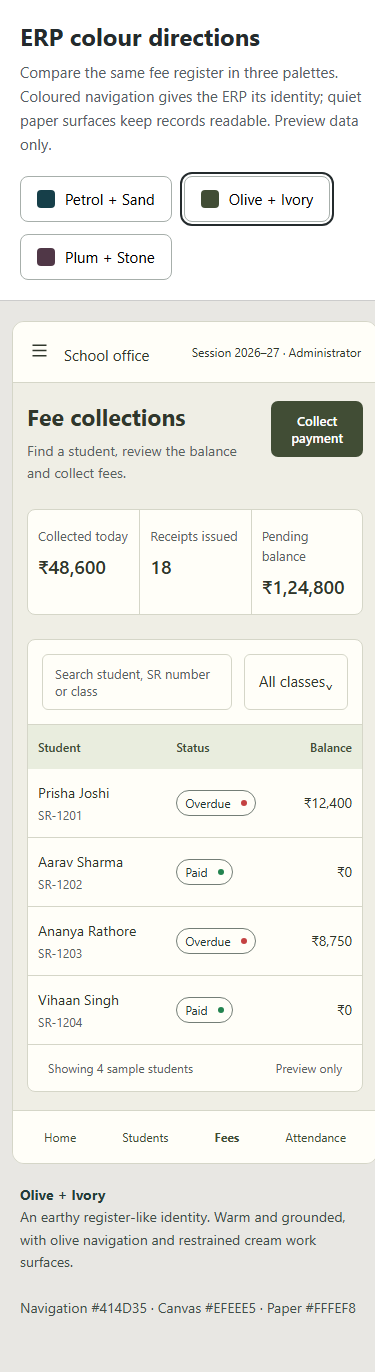 ERP colour directions
Compare the same fee register in three palettes.
Coloured navigation gives the ERP its identity; quiet
paper surfaces keep records readable. Preview data
only.
Petrol + Sand
Olive + Ivory
Plum + Stone
School office
Session 2026–27 · Administrator
Fee collections
Find a student, review the balance
and collect fees.
Collect
payment
Collected today
₹48,600
Receipts issued
18
Pending
balance
₹1,24,800
Search student, SR number
or class
All classes
Student Status Balance
Prisha Joshi
SR-1201
Overdue
₹12,400
Aarav Sharma
SR-1202
Paid
₹0
Ananya Rathore
SR-1203
Overdue
₹8,750
Vihaan Singh
SR-1204
Paid
₹0
Showing 4 sample students
Preview only
Home Students Fees Attendance
Olive + Ivory
An earthy register-like identity. Warm and grounded,
with olive navigation and restrained cream work
surfaces.
Navigation #414D35 · Canvas #EFEEE5 · Paper #FFFEF8